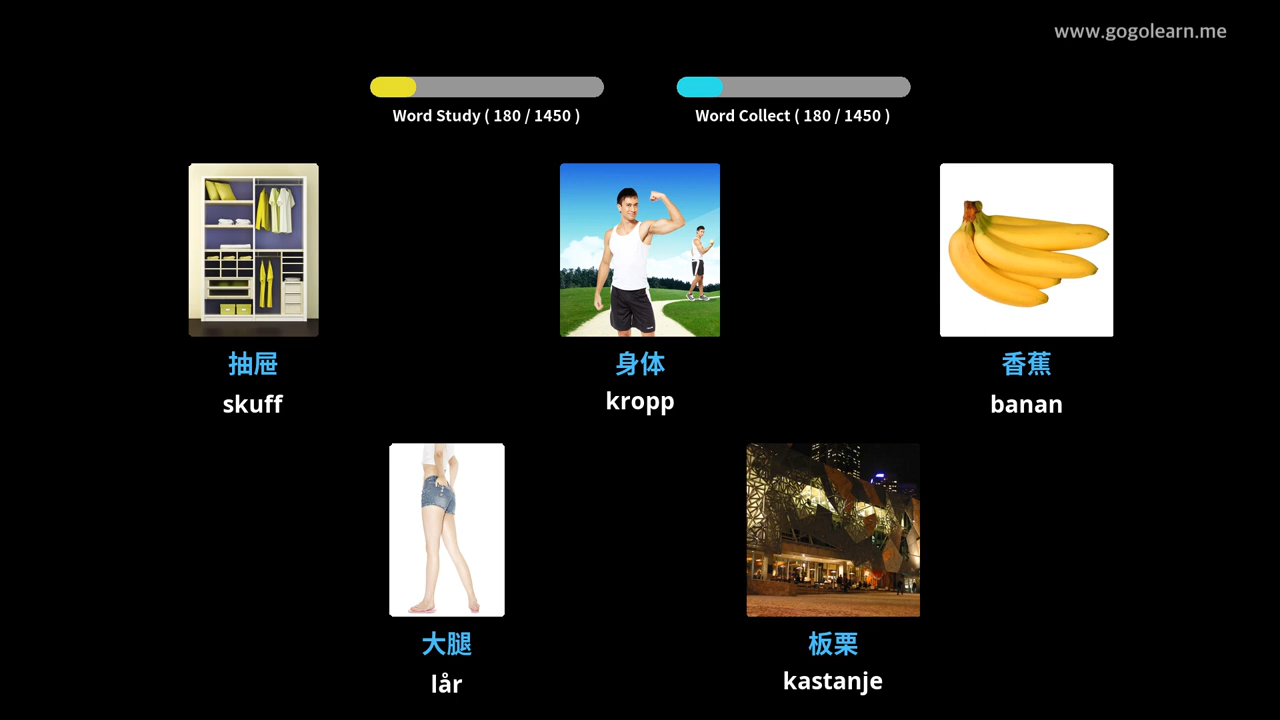 www.gogolearn.me
Word Study ( 180 / 1450 )
Word Collect ( 180 / 1450 )
抽屉
skuff
身体
kropp
香蕉
banan
大腿
lår
板栗
kastanje